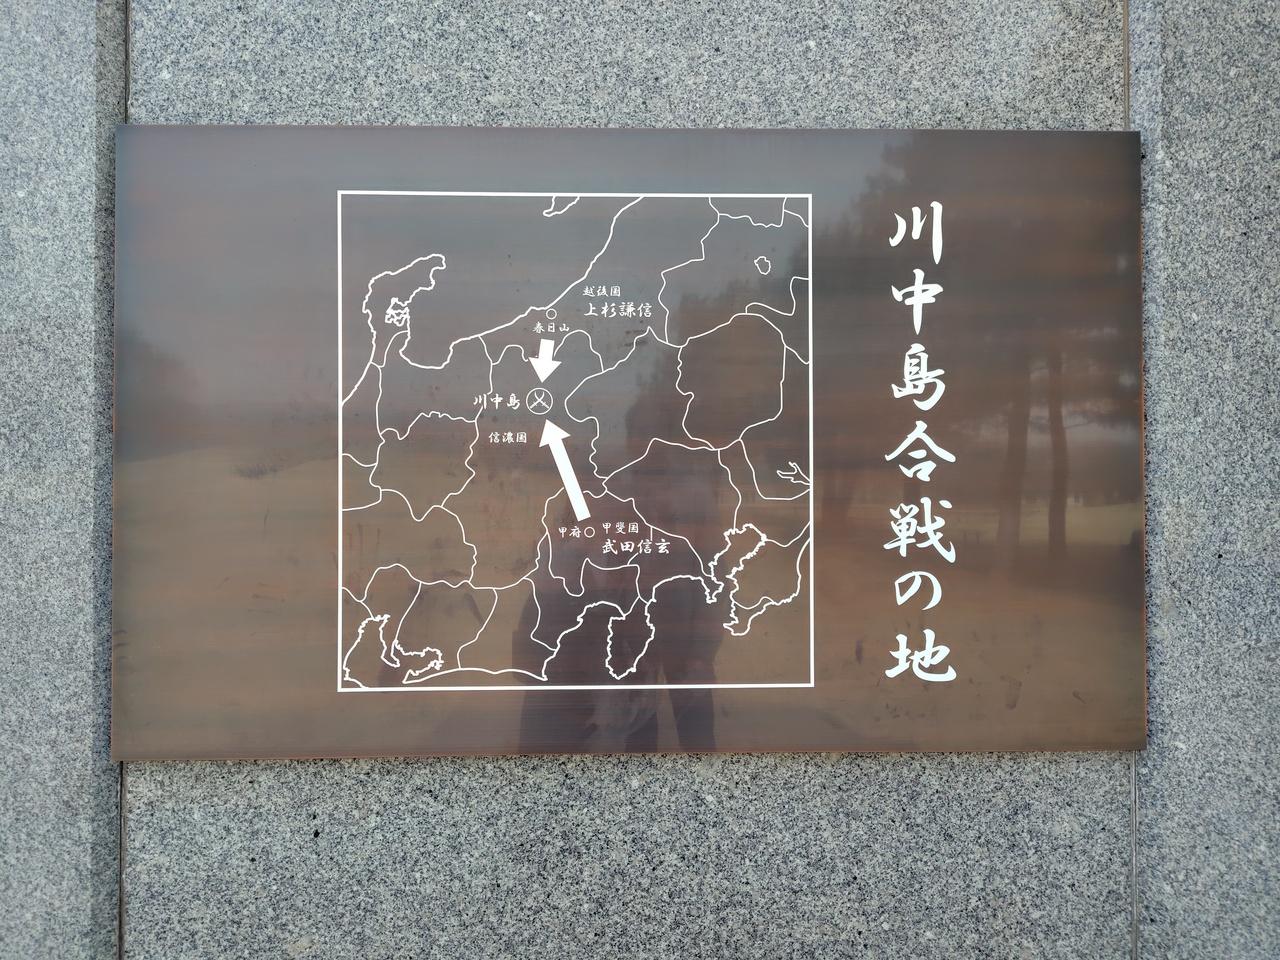 川中島合戦の地
越後国
上杉謙信
春日山
川中島
信濃国
甲府
甲斐国
武田信玄